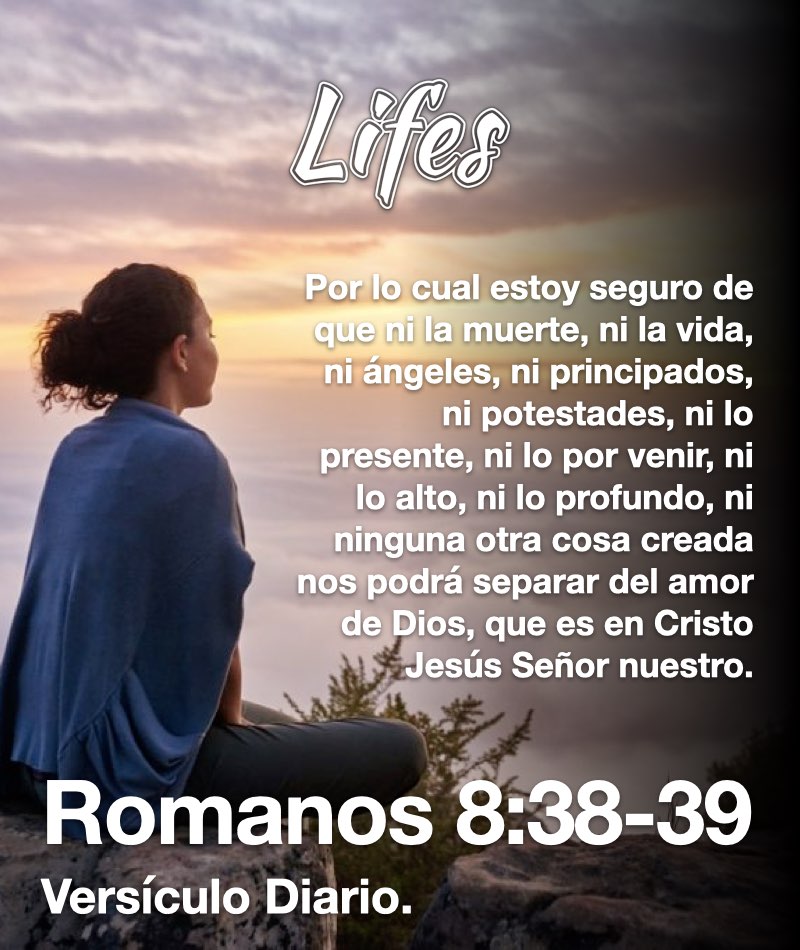 Lifes
Por lo cual estoy seguro de
que ni la muerte, ni la vida,
ni ángeles, ni principados,
ni potestades, ni lo
presente, ni lo por venir, ni
lo alto, ni lo profundo, ni
ninguna otra cosa creada
nos podrá separar del amor
de Dios, que es en Cristo
Jesús Señor nuestro.
Romanos 8:38-39
Versículo Diario.